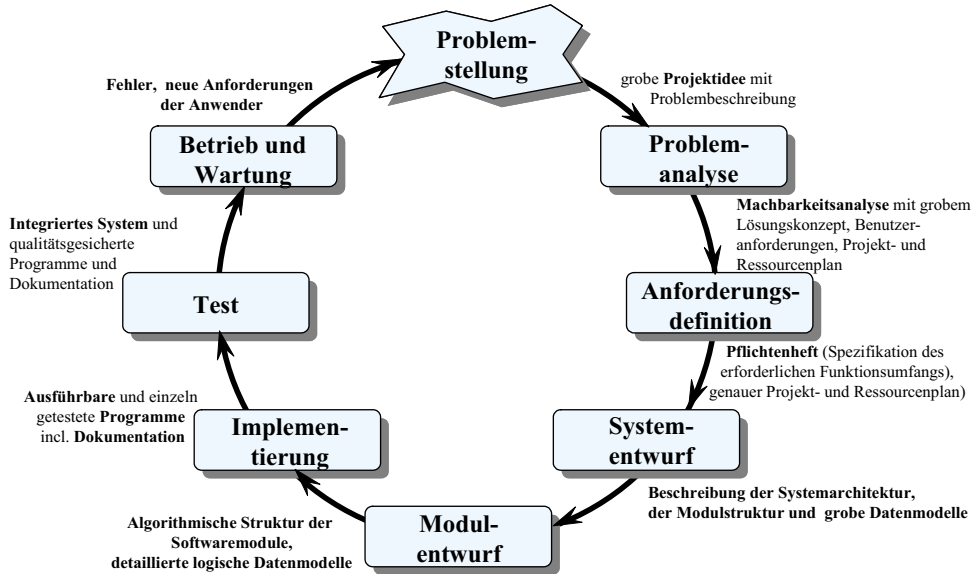 Problem-
stellung
grobe Projektidee mit
Problembeschreibung
Problem-
analyse
Machbarkeitsanalyse mit grobem
Lösungskonzept, Benutzer-
anforderungen, Projekt- und
Ressourcenplan
Anforderungs-
definition
Pflichtenheft (Spezifikation des
erforderlichen Funktionsumfangs),
genauer Projekt- und Ressourcenplan)
System-
entwurf
Beschreibung der Systemarchitektur,
der Modulstruktur und grobe Datenmodelle
Modul-
entwurf
Algorithmische Struktur der
Softwaremodule,
detaillierte logische Datenmodelle
Implemen-
tierung
Ausführbare und einzeln
getestete Programme
incl. Dokumentation
Test
Integriertes System und
qualitätsgesicherte
Programme und
Dokumentation
Betrieb und
Wartung
Fehler, neue Anforderungen
der Anwender